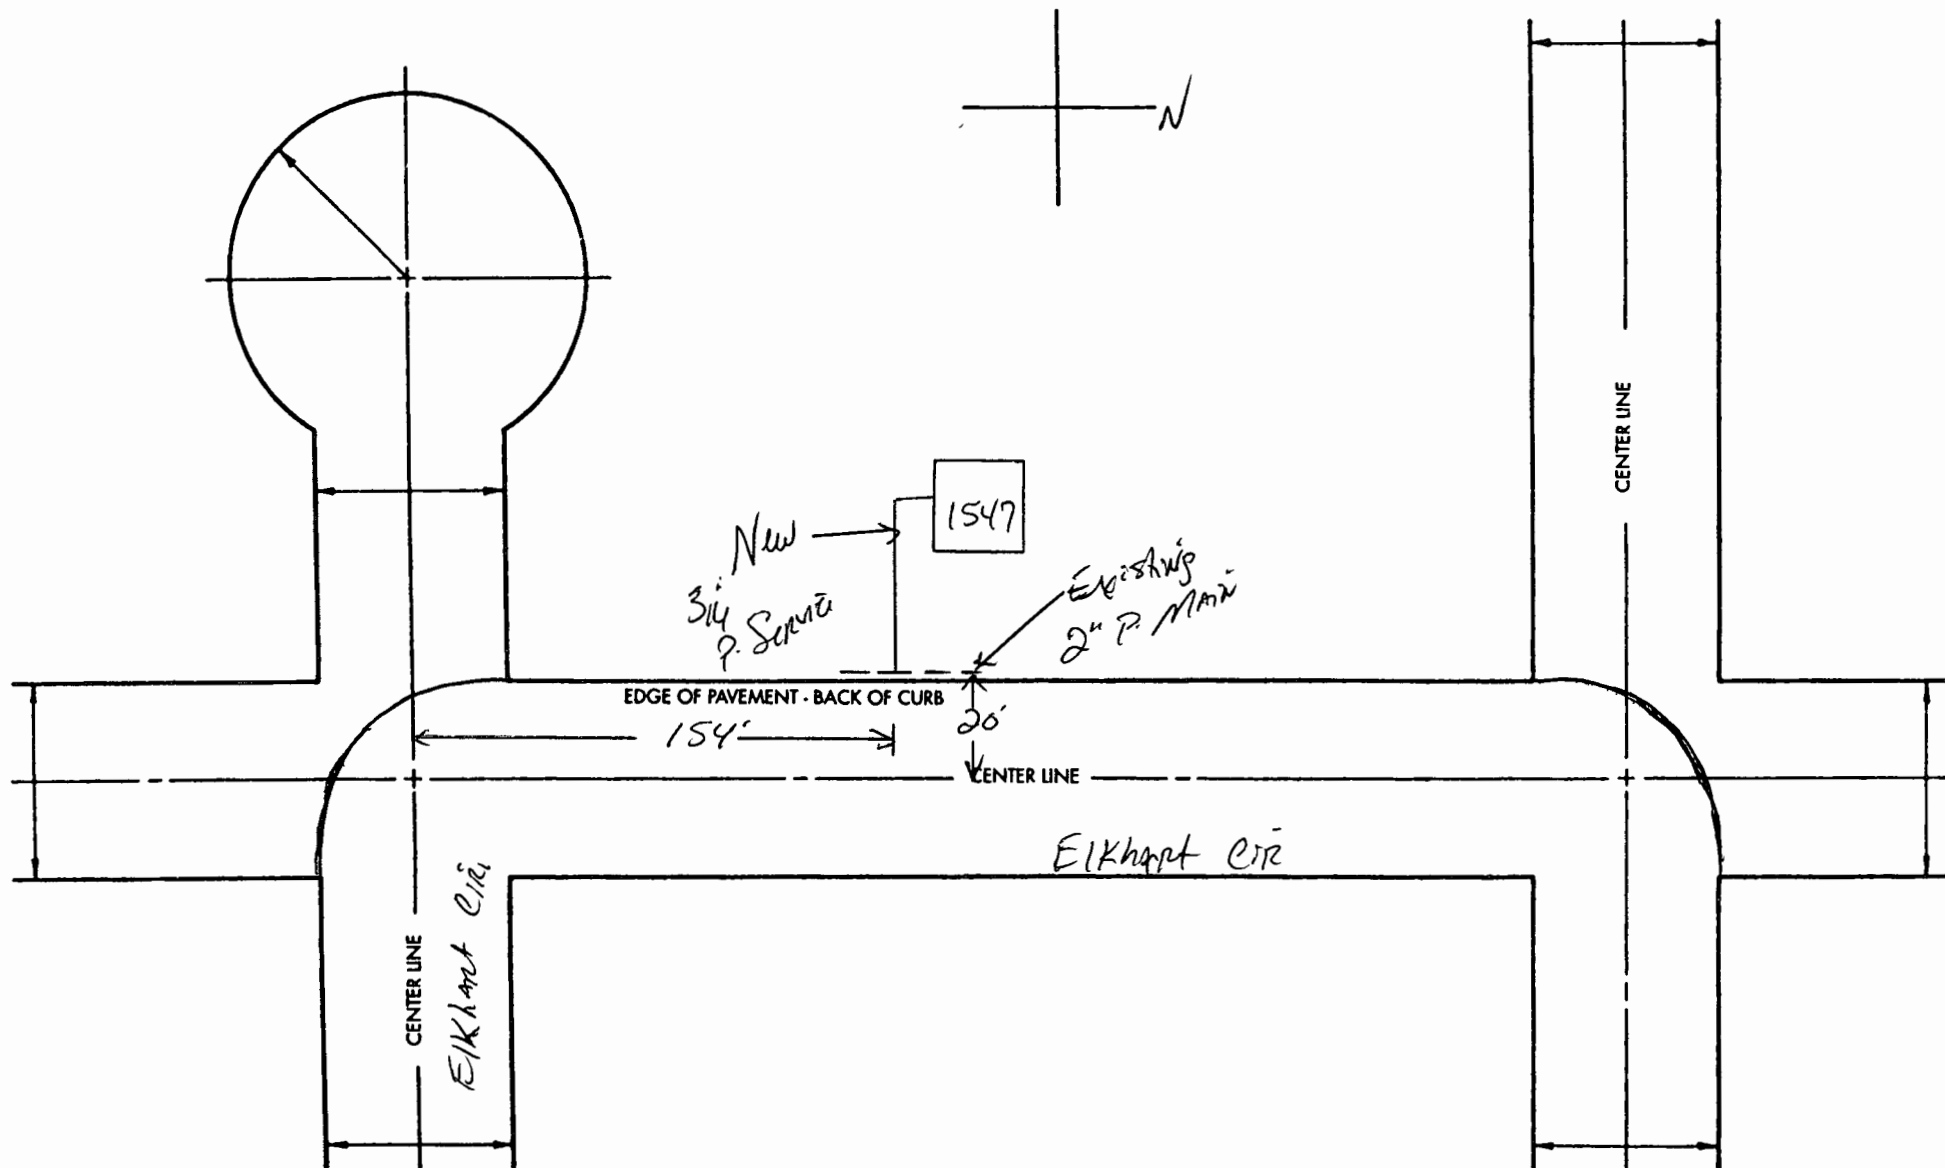 N
CENTER LINE
1547
New
3/4"
P. Service
Existing
2" P. Main
EDGE OF PAVEMENT - BACK OF CURB
154'
20'
CENTER LINE
Elkhart Cir
CENTER LINE
Elkhart Cir.